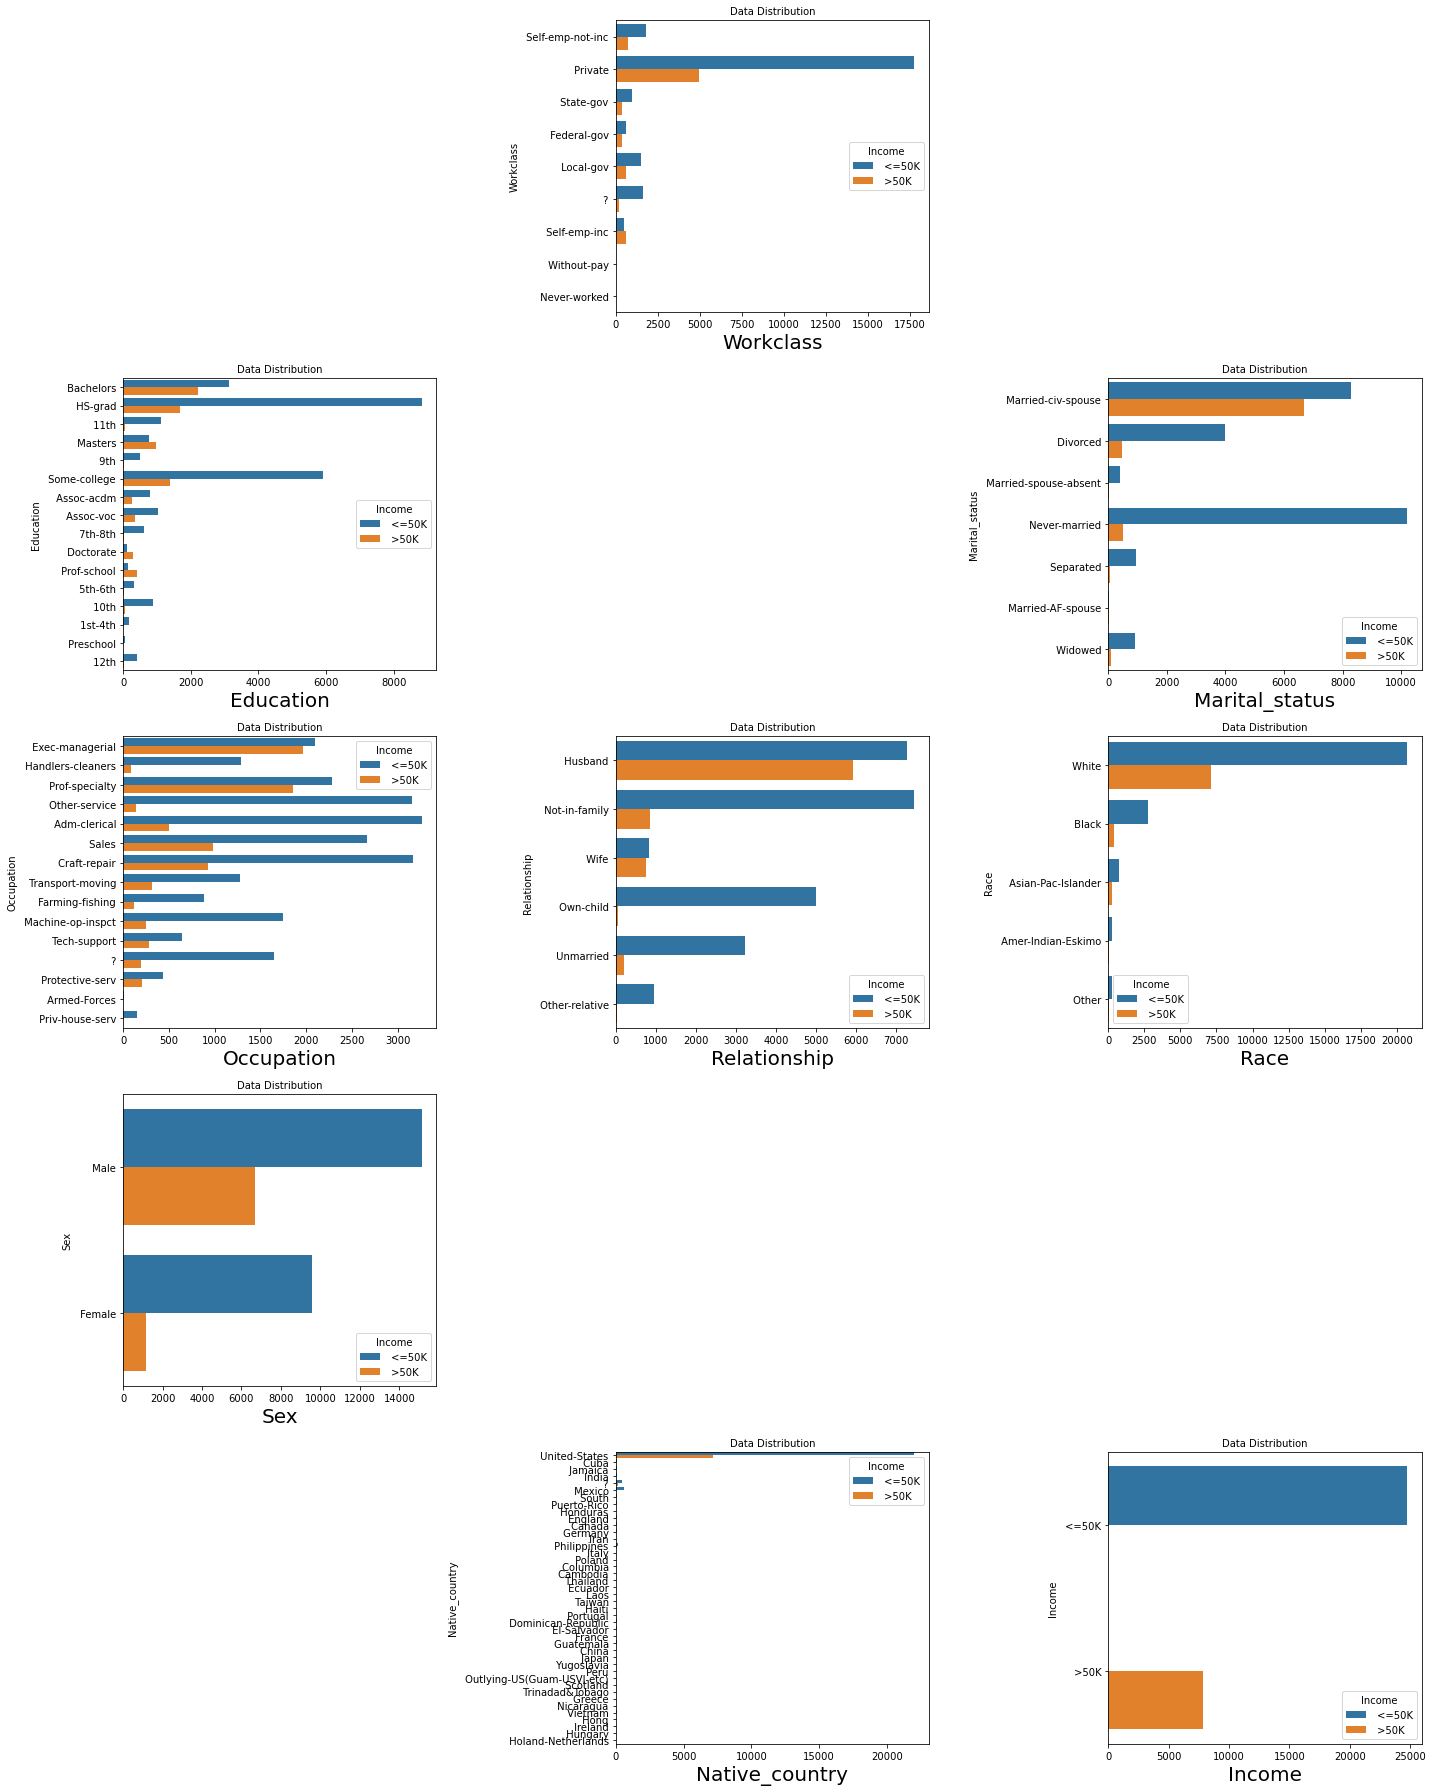 Data Distribution
Workclass
Self-emp-not-inc
Private
State-gov
Federal-gov
Local-gov
?
Self-emp-inc
Without-pay
Never-worked
Income
<=50K
>50K
0 2500 5000 7500 10000 12500 15000 17500
Workclass
Data Distribution
Education
Bachelors
HS-grad
11th
Masters
9th
Some-college
Assoc-acdm
Assoc-voc
7th-8th
Doctorate
Prof-school
5th-6th
10th
1st-4th
Preschool
12th
Income
<=50K
>50K
0 2000 4000 6000 8000
Education
Data Distribution
Marital_status
Married-civ-spouse
Divorced
Married-spouse-absent
Never-married
Separated
Married-AF-spouse
Widowed
Income
<=50K
>50K
0 2000 4000 6000 8000 10000
Marital_status
Data Distribution
Occupation
Exec-managerial
Handlers-cleaners
Prof-specialty
Other-service
Adm-clerical
Sales
Craft-repair
Transport-moving
Farming-fishing
Machine-op-inspct
Tech-support
?
Protective-serv
Armed-Forces
Priv-house-serv
Income
<=50K
>50K
0 500 1000 1500 2000 2500 3000
Occupation
Data Distribution
Relationship
Husband
Not-in-family
Wife
Own-child
Unmarried
Other-relative
Income
<=50K
>50K
0 1000 2000 3000 4000 5000 6000 7000
Relationship
Data Distribution
Race
White
Black
Asian-Pac-Islander
Amer-Indian-Eskimo
Other
Income
<=50K
>50K
0 2500 5000 7500 10000 12500 15000 17500 20000
Race
Data Distribution
Sex
Male
Female
Income
<=50K
>50K
0 2000 4000 6000 8000 10000 12000 14000
Sex
Data Distribution
Native_country
United-States
Cuba
Jamaica
India
?
Mexico
South
Puerto-Rico
Honduras
England
Canada
Germany
Iran
Philippines
Italy
Poland
Columbia
Cambodia
Thailand
Ecuador
Laos
Taiwan
Haiti
Portugal
Dominican-Republic
El-Salvador
France
Guatemala
China
Japan
Yugoslavia
Peru
Outlying-US(Guam-USVI-etc)
Scotland
Trinadad&Tobago
Greece
Nicaragua
Vietnam
Hong
Ireland
Hungary
Holand-Netherlands
Income
<=50K
>50K
0 5000 10000 15000 20000
Native_country
Data Distribution
Income
<=50K
>50K
Income
<=50K
>50K
0 5000 10000 15000 20000 25000
Income